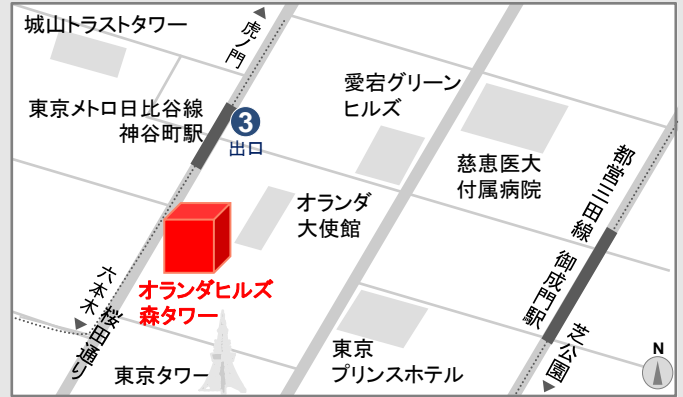 城山トラストタワー
虎ノ門
東京メトロ日比谷線
神谷町駅
3
出口
愛宕グリーン
ヒルズ
慈恵医大
付属病院
都営三田線
御成門駅
芝公園
オランダ
大使館
オランダヒルズ
森タワー
六本木
桜田通り
東京タワー
東京
プリンスホテル
N